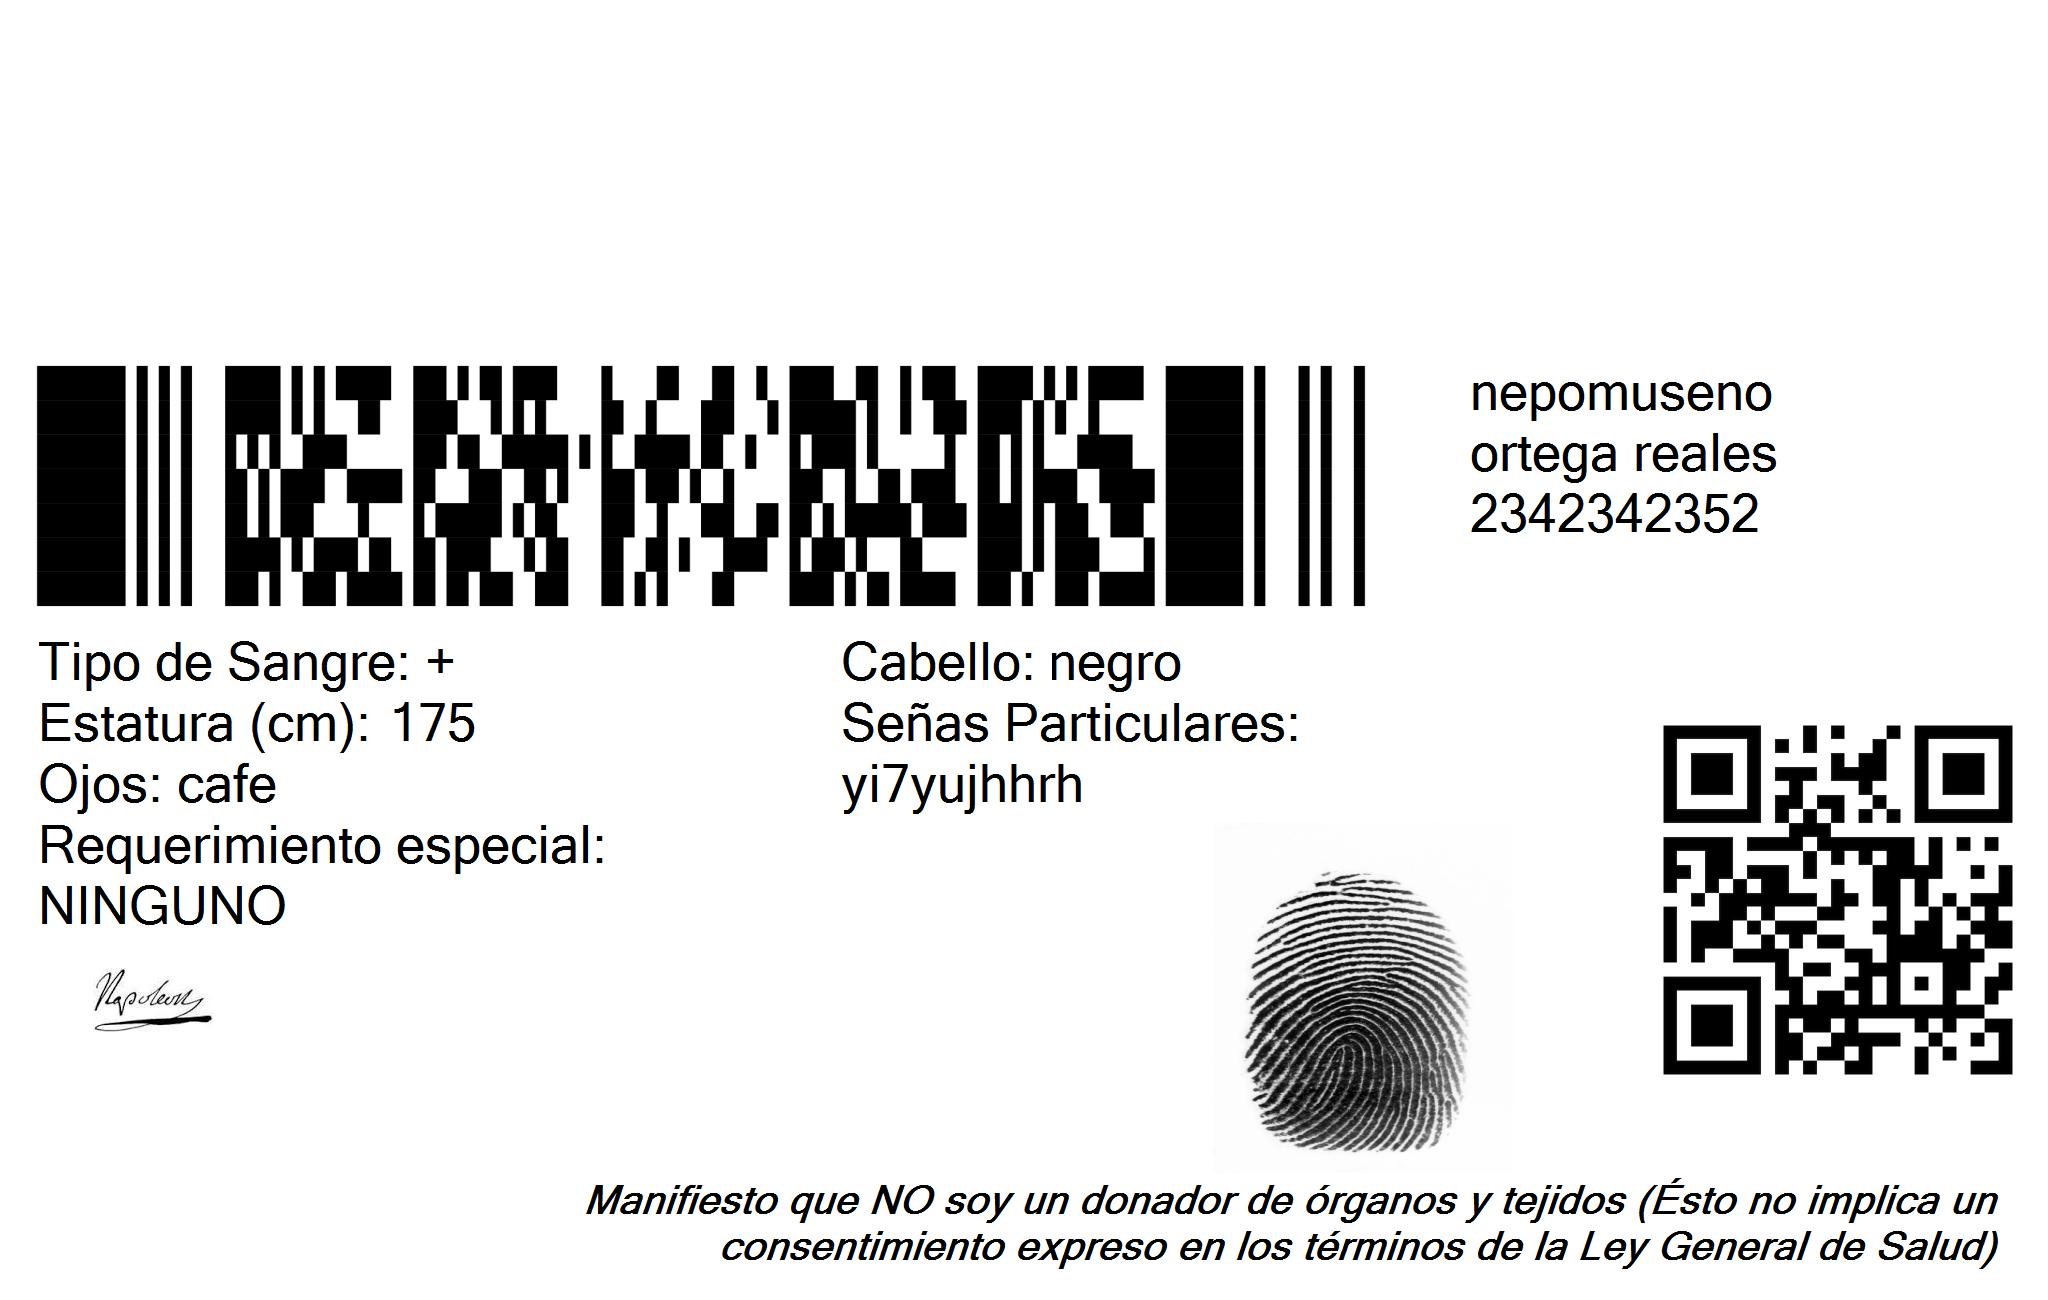 nepomuseno
ortega reales
2342342352
Tipo de Sangre: +
Estatura (cm): 175
Ojos: cafe
Requerimiento especial:
NINGUNO
Cabello: negro
Señas Particulares:
yi7yujhhrh
Napoleon
Manifiesto que NO soy un donador de órganos y tejidos (Ésto no implica un
consentimiento expreso en los términos de la Ley General de Salud)